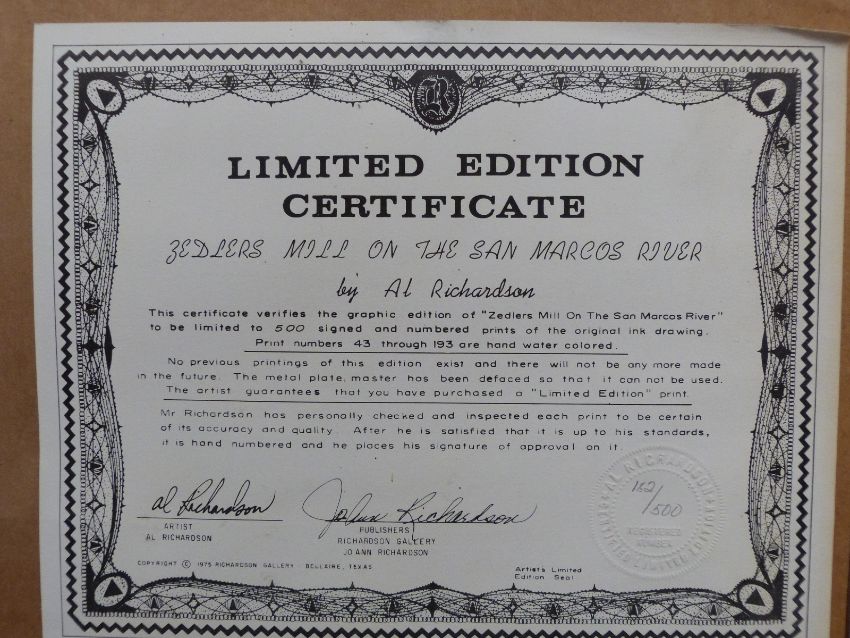 R
LIMITED EDITION
CERTIFICATE
ZEDLERS MILL ON THE SAN MARCOS RIVER
by Al Richardson
This certificate verifies the graphic edition of "Zedlers Mill On The San Marcos River"
to be limited to 500 signed and numbered prints of the original ink drawing.
Print numbers 43 through 193 are hand water colored.
No previous printings of this edition exist and there will not be any more made
in the future. The metal plate, master has been defaced so that it can not be used.
The artist guarantees that you have purchased a "Limited Edition" print.
Mr Richardson has personally checked and inspected each print to be certain
of its accuracy and quality. After he is satisfied that it is up to his standards,
it is hand numbered and he places his signature of approval on it.
al Richardson
JoAnn Richardson
ARTIST
AL RICHARDSON
PUBLISHERS
RICHARDSON GALLERY
JO ANN RICHARDSON
COPYRIGHT © 1975 RICHARDSON GALLERY - BELLAIRE, TEXAS
Artists Limited
Edition Seal
AL RICHARDSON
182/500
REGISTERED
NUMBER